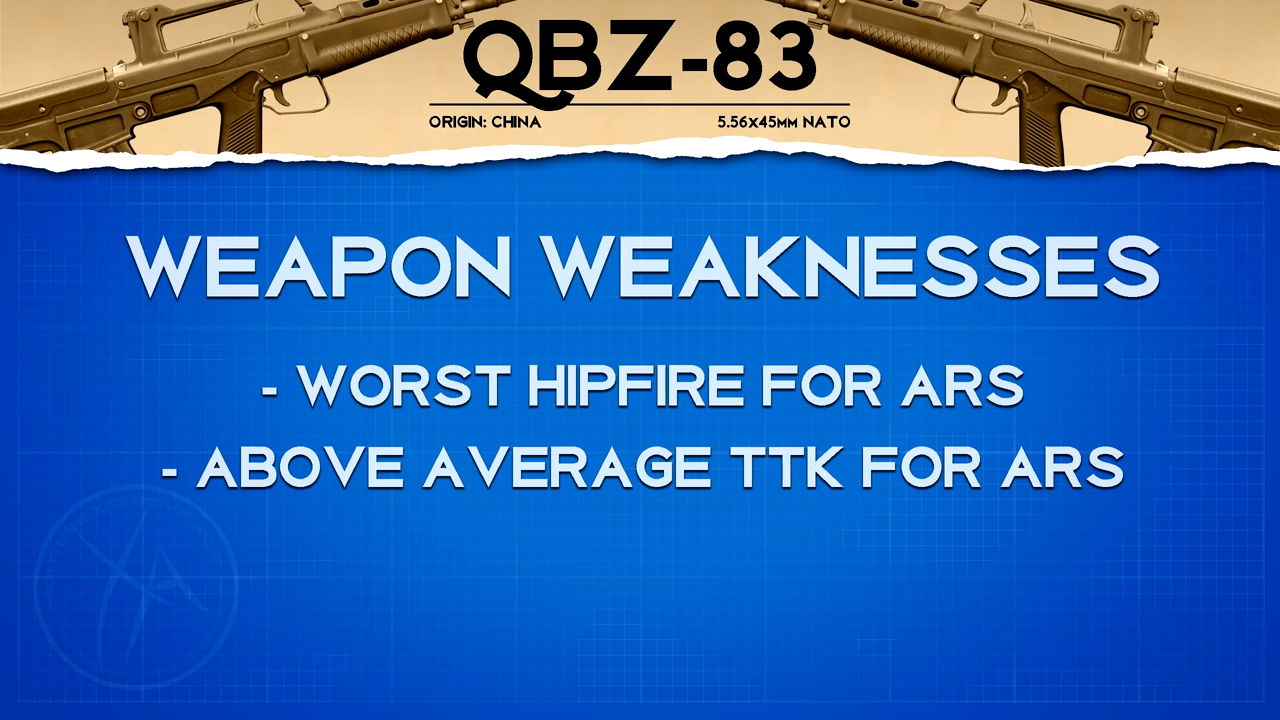 QBZ-83
ORIGIN: CHINA
5.56x45MM NATO
WEAPON WEAKNESSES
- WORST HIPFIRE FOR ARS
- ABOVE AVERAGE TTK FOR ARS